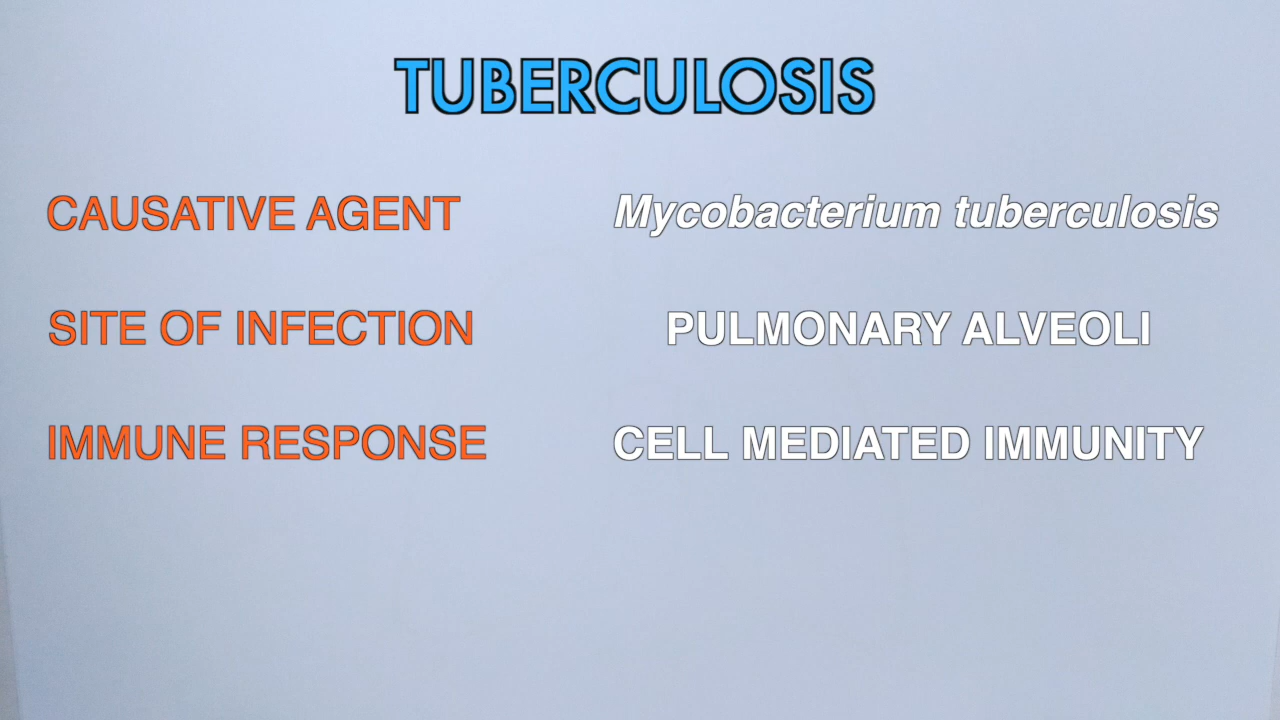 TUBERCULOSIS
CAUSATIVE AGENT Mycobacterium tuberculosis
SITE OF INFECTION PULMONARY ALVEOLI
IMMUNE RESPONSE CELL MEDIATED IMMUNITY